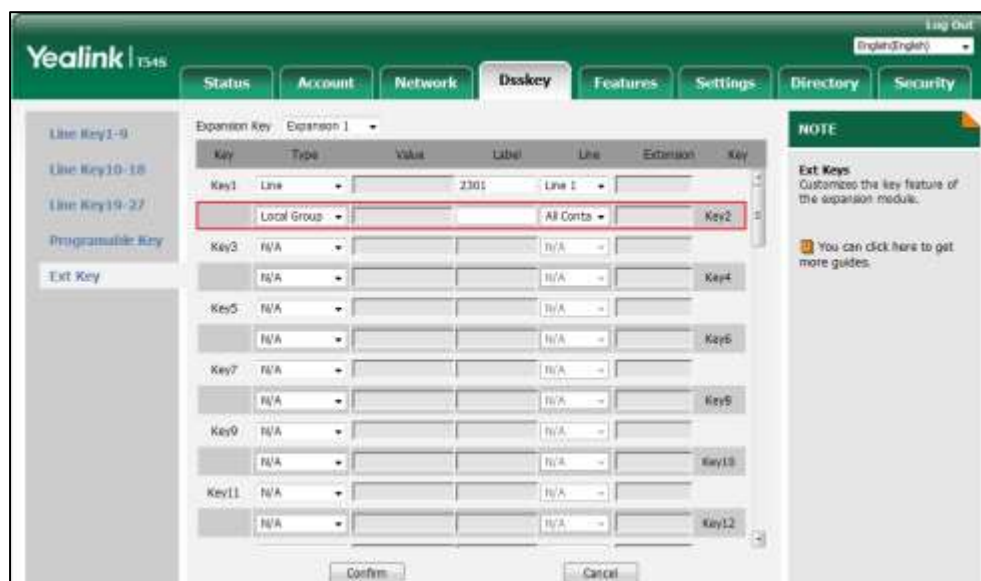 Log Out
Yealink T54S
English(English)
Status Account Network Dsskey Features Settings Directory Security
Line Key1-9
Line Key10-18
Line Key19-27
Programable Key
Ext Key
Expansion Key Expansion 1
Key Type Value Label Line Extension Key
Key1 Line 2301 Line 1
Local Group All Conta Key2
Key3 N/A N/A
N/A N/A Key4
Key5 N/A N/A
N/A N/A Key6
Key7 N/A N/A
N/A N/A Key8
Key9 N/A N/A
N/A N/A Key10
Key11 N/A N/A
N/A N/A Key12
Confirm Cancel
NOTE
Ext Keys
Customizes the key feature of
the expansion module.
You can click here to get
more guides.